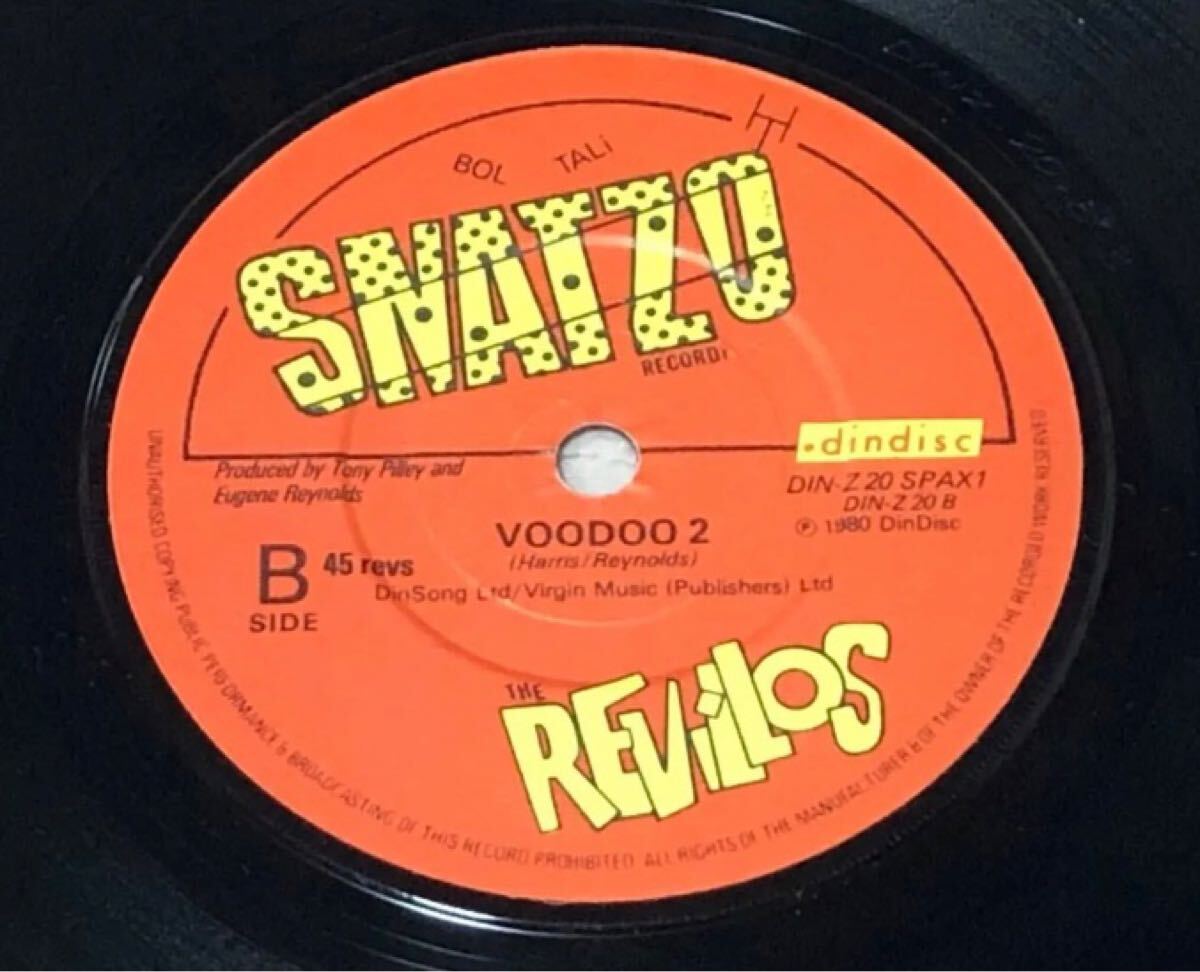 BOL TALi
SNATZO
RECORDS
.dindisc
Produced by Tony Pilley and
Eugene Reynolds
DIN-Z 20 SPAX1
DIN-Z 20 B
℗ 1980 DinDisc
VOODOO 2
(Harris/Reynolds)
B 45 revs
SIDE
DinSong Ltd/Virgin Music (Publishers) Ltd
THE
REVILLOS
UNAUTHORISED COPYING PUBLIC PERFORMANCE & BROADCASTING OF THIS RECORD PROHIBITED ALL RIGHTS OF THE MANUFACTURER & OF THE OWNER OF THE RECORDED WORK RESERVED